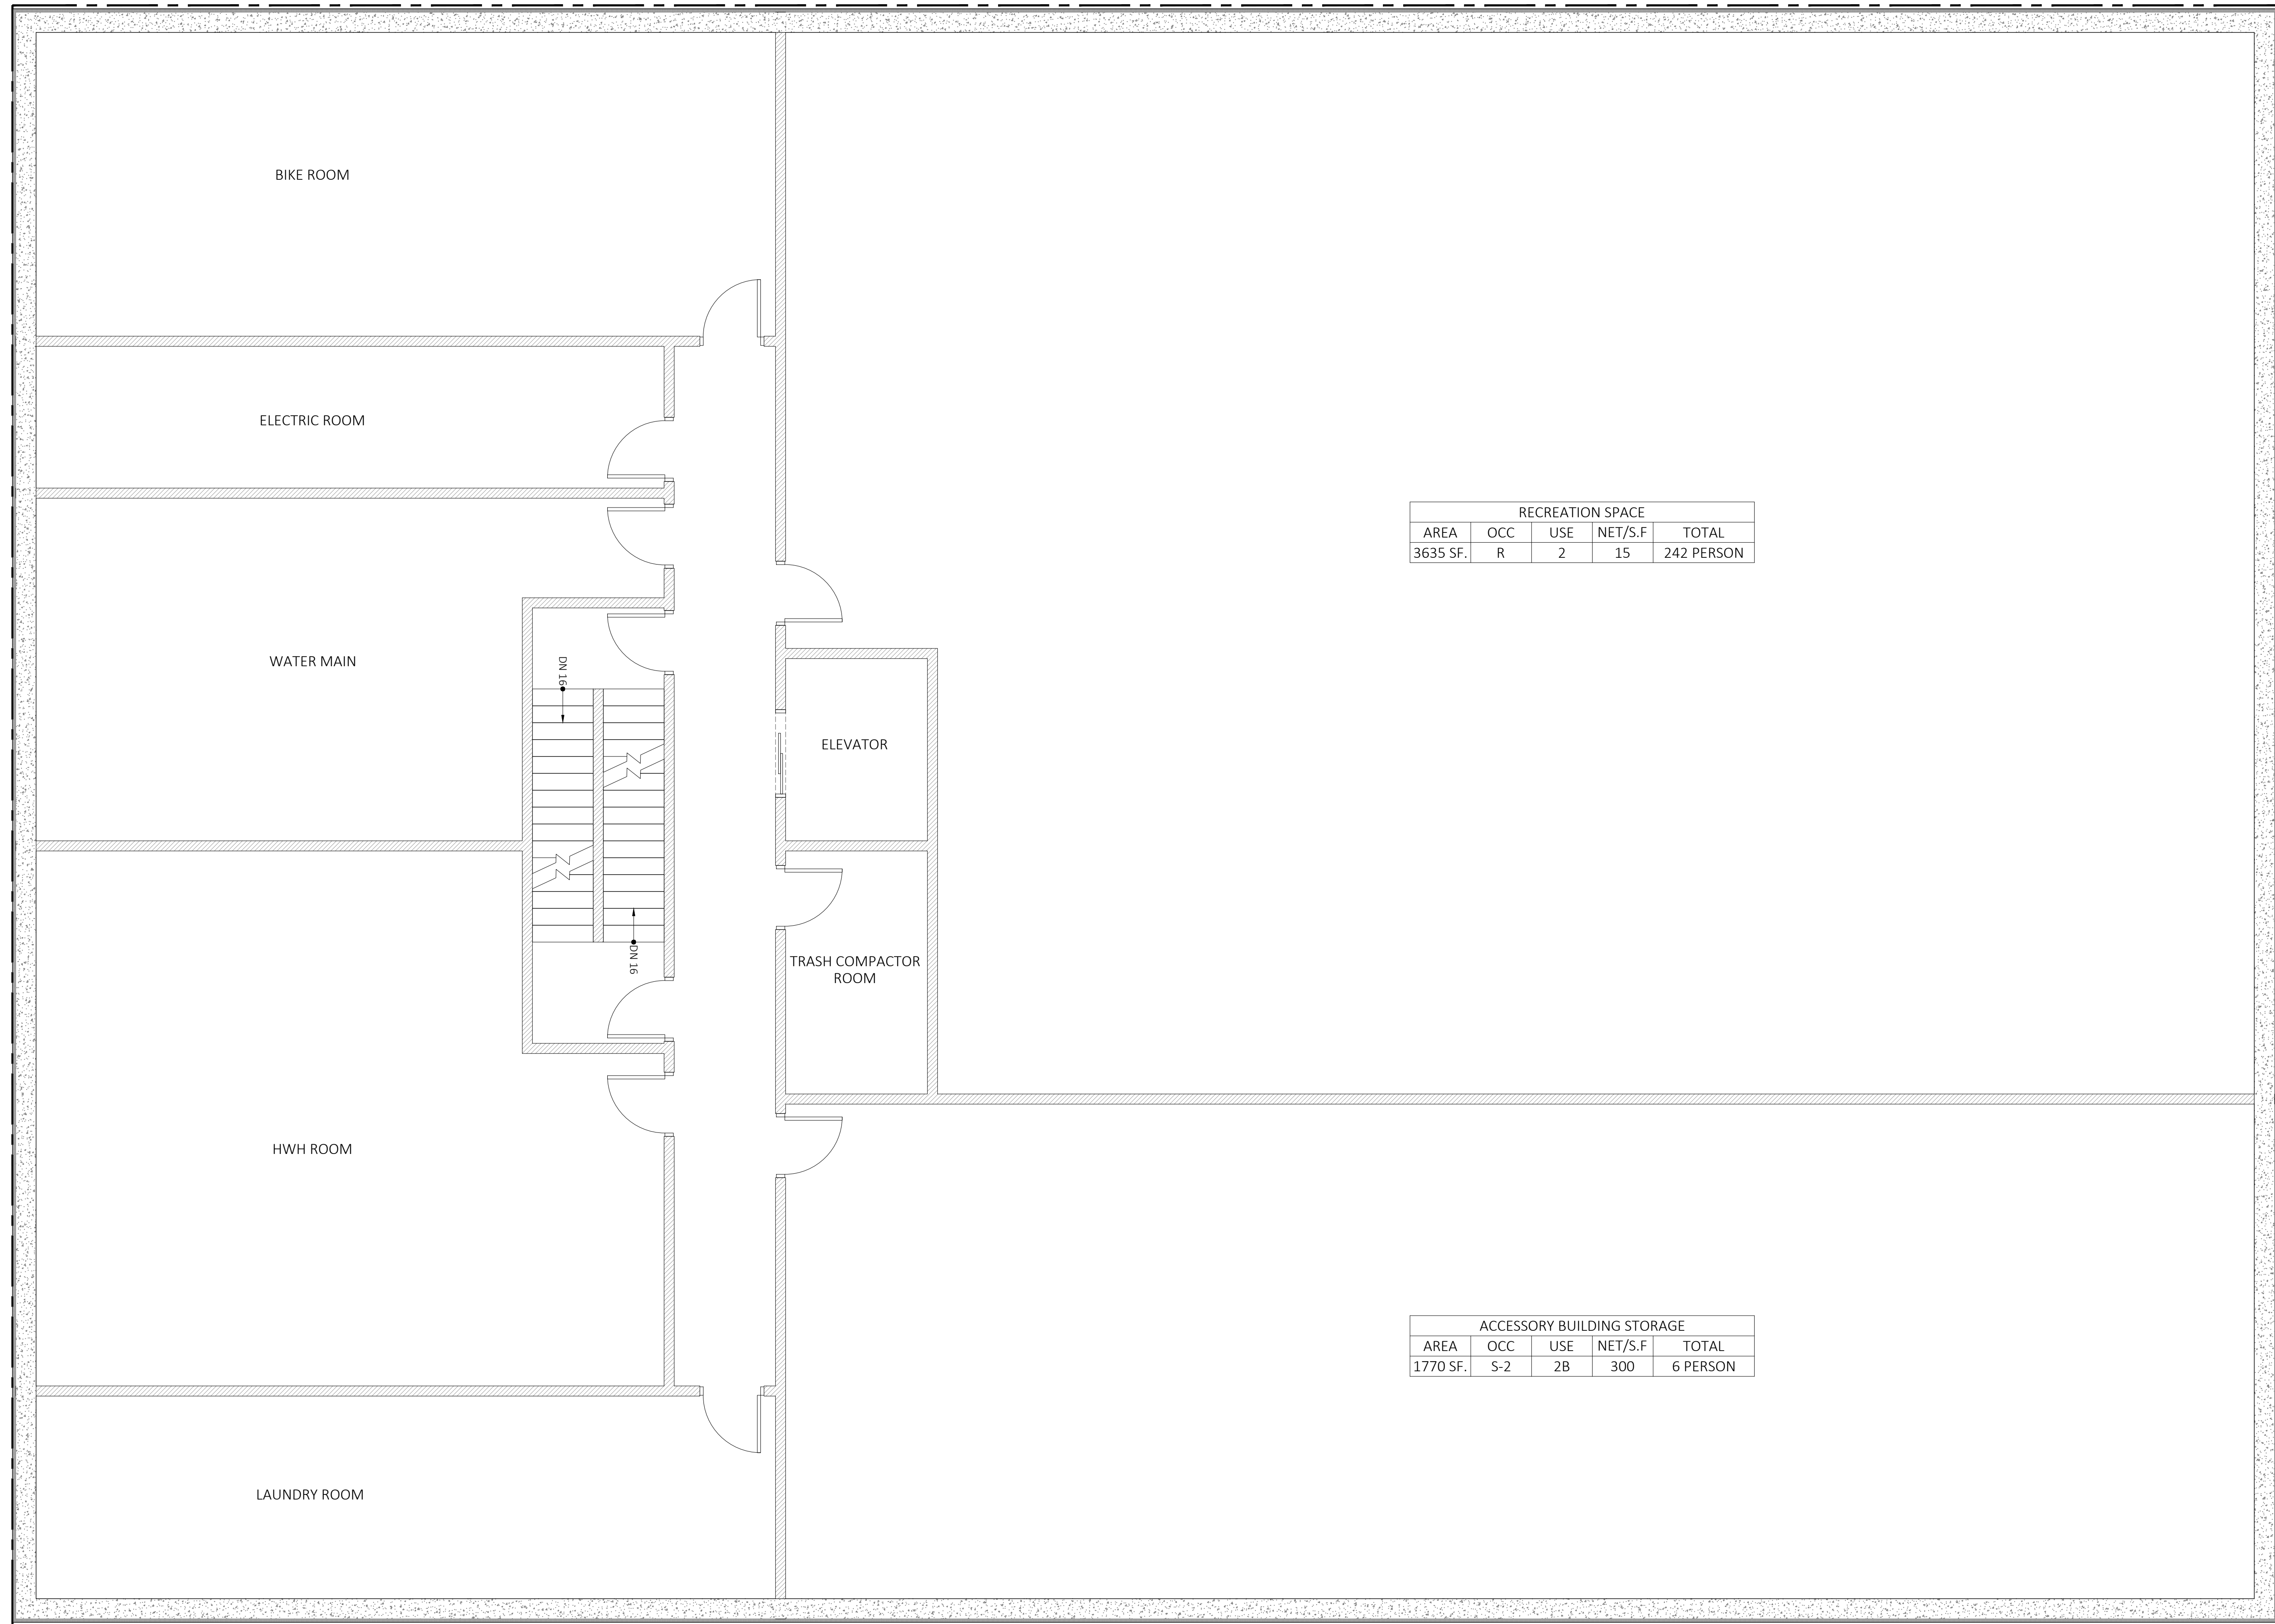 BIKE ROOM
ELECTRIC ROOM
RECREATION SPACE
AREA OCC USE NET/S.F TOTAL
3635 SF. R 2 15 242 PERSON
WATER MAIN
DN 16
ELEVATOR
DN 16
TRASH COMPACTOR
ROOM
HWH ROOM
ACCESSORY BUILDING STORAGE
AREA OCC USE NET/S.F TOTAL
1770 SF. S-2 2B 300 6 PERSON
LAUNDRY ROOM